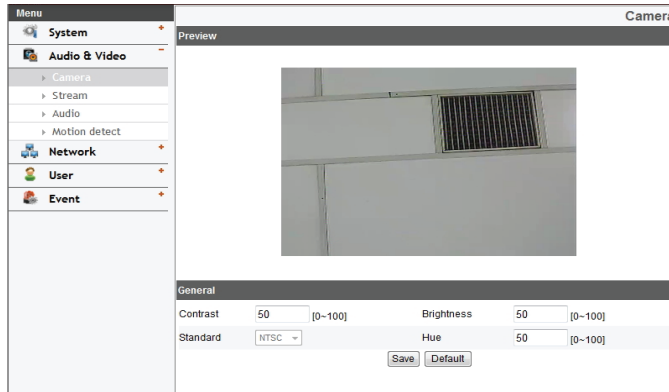 Menu
Camera
System
Preview
Audio & Video
Camera
Stream
Audio
Motion detect
Network
User
Event
General
Contrast 50 [0~100] Brightness 50 [0~100]
Standard NTSC Hue 50 [0~100]
Save Default